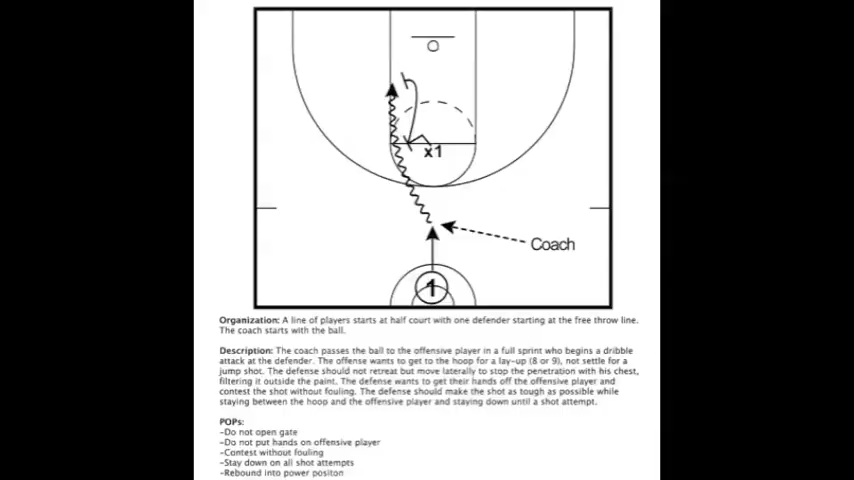 x1
Coach
1
Organization: A line of players starts at half court with one defender starting at the free throw line.
The coach starts with the ball.
Description: The coach passes the ball to the offensive player in a full sprint who begins a dribble
attack at the defender. The offense wants to get to the hoop for a lay-up (8 or 9), not settle for a
jump shot. The defense should not retreat but move laterally to stop the penetration with his chest,
filtering it outside the paint. The defense wants to get their hands off the offensive player and
contest the shot without fouling. The defense should make the shot as tough as possible while
staying between the hoop and the offensive player and staying down until a shot attempt.
POPs:
-Do not open gate
-Do not put hands on offensive player
-Contest without fouling
-Stay down on all shot attempts
-Rebound into power positon